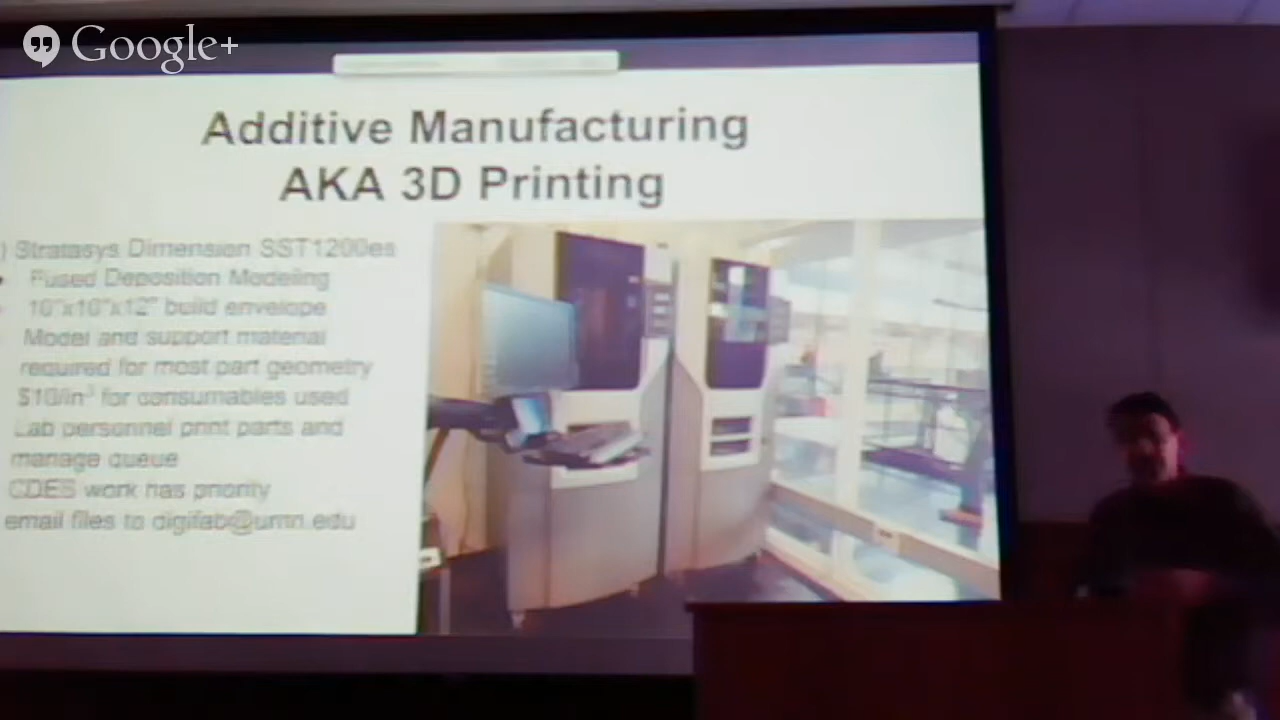 Google+
Additive Manufacturing
AKA 3D Printing
) Stratasys Dimension SST1200es
• Fused Deposition Modeling
10"x10"x12" build envelope
Model and support material
required for most part geometry
$10/in³ for consumables used
Lab personnel print parts and
manage queue
CDES work has priority
email files to digifab@umn.edu